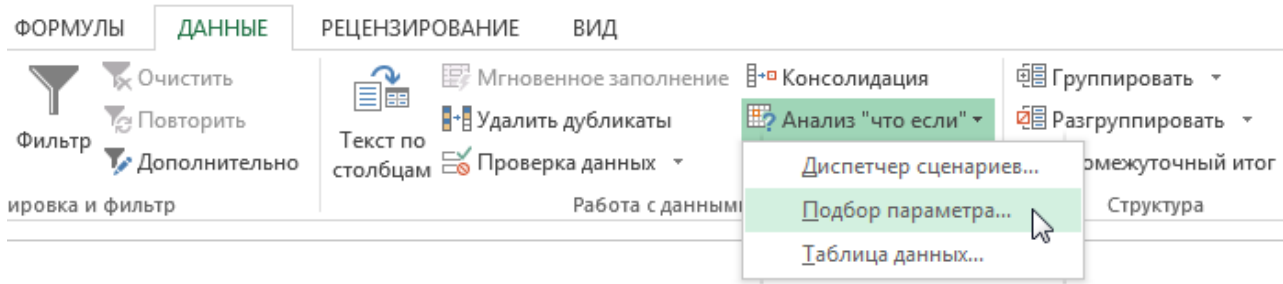 ФОРМУЛЫ ДАННЫЕ РЕЦЕНЗИРОВАНИЕ ВИД
Очистить Мгновенное заполнение Консолидация Группировать
Фильтр Повторить Текст по столбцам Удалить дубликаты Анализ "что если" Разгруппировать
Дополнительно Проверка данных Диспетчер сценариев... омежуточный итог
ировка и фильтр Работа с данным Подбор параметра... Структура
Таблица данных...